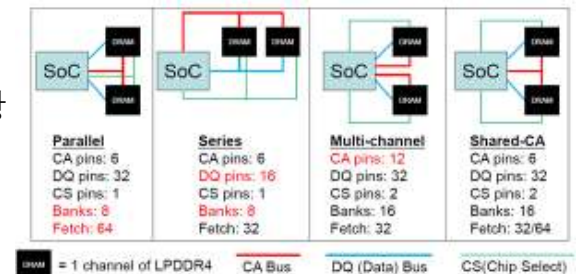 DRAM
SoC
DRAM
Parallel
CA pins: 6
DQ pins: 32
CS pins: 1
Banks: 8
Fetch: 64
DRAM
DRAM
SoC
Series
CA pins: 6
DQ pins: 16
CS pins: 1
Banks: 8
Fetch: 32
DRAM
SoC
DRAM
Multi-channel
CA pins: 12
DQ pins: 32
CS pins: 2
Banks: 16
Fetch: 32
DRAM
SoC
DRAM
Shared-CA
CA pins: 6
DQ pins: 32
CS pins: 2
Banks: 16
Fetch: 32/64
DRAM = 1 channel of LPDDR4 CA Bus DQ (Data) Bus CS(Chip Select)